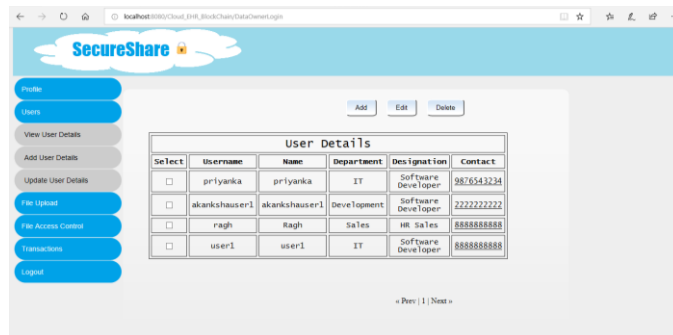 localhost:8080/Cloud_EHR_BlockChain/DataOwnerLogin
SecureShare
Profile
Users
View User Details
Add User Details
Update User Details
File Upload
File Access Control
Transactions
Logout
Add Edit Delete
User Details
Select Username Name Department Designation Contact
priyanka priyanka IT Software Developer 9876543234
akankshauser1 akankshauser1 Development Software Developer 2222222222
ragh Ragh Sales HR Sales 8888888888
user1 user1 IT Software Developer 8888888888
« Prev | 1 | Next »